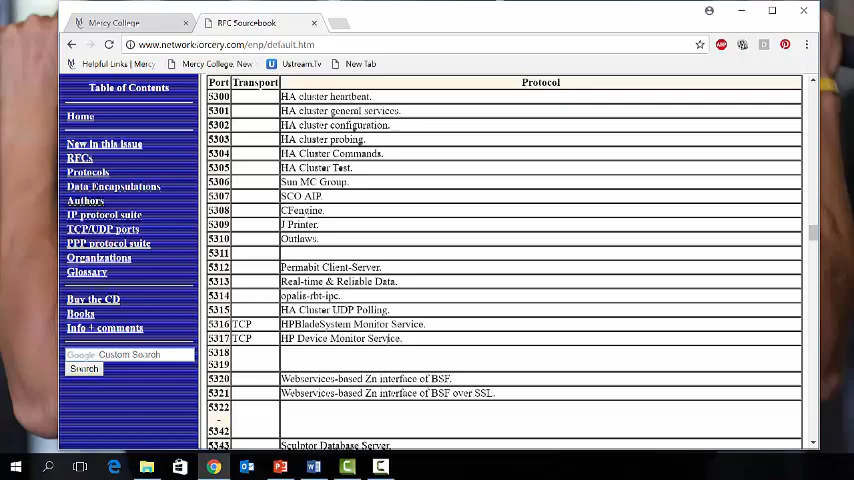 Mercy College
RFC Sourcebook
www.networksorcery.com/enp/default.htm
ABP
Helpful Links / Mercy
Mercy College, New
Ustream.Tv
New Tab
Table of Contents
Home
New in this issue
RFCs
Protocols
Data Encapsulations
Authors
IP protocol suite
TCP/UDP ports
PPP protocol suite
Organizations
Glossary
Buy the CD
Books
Info + comments
Google Custom Search
Search
Port Transport Protocol
5300 HA cluster heartbeat.
5301 HA cluster general services.
5302 HA cluster configuration.
5303 HA cluster probing.
5304 HA Cluster Commands.
5305 HA Cluster Test.
5306 Sun MC Group.
5307 SCO AIP.
5308 CFengine.
5309 J Printer.
5310 Outlaws.
5311
5312 Permabit Client-Server.
5313 Real-time & Reliable Data.
5314 opalis-rbt-ipc.
5315 HA Cluster UDP Polling.
5316 TCP HPBladeSystem Monitor Service.
5317 TCP HP Device Monitor Service.
5318
5319
5320 Webservices-based Zn interface of BSF.
5321 Webservices-based Zn interface of BSF over SSL.
5322
-
5342
5343 Sculptor Database Server.